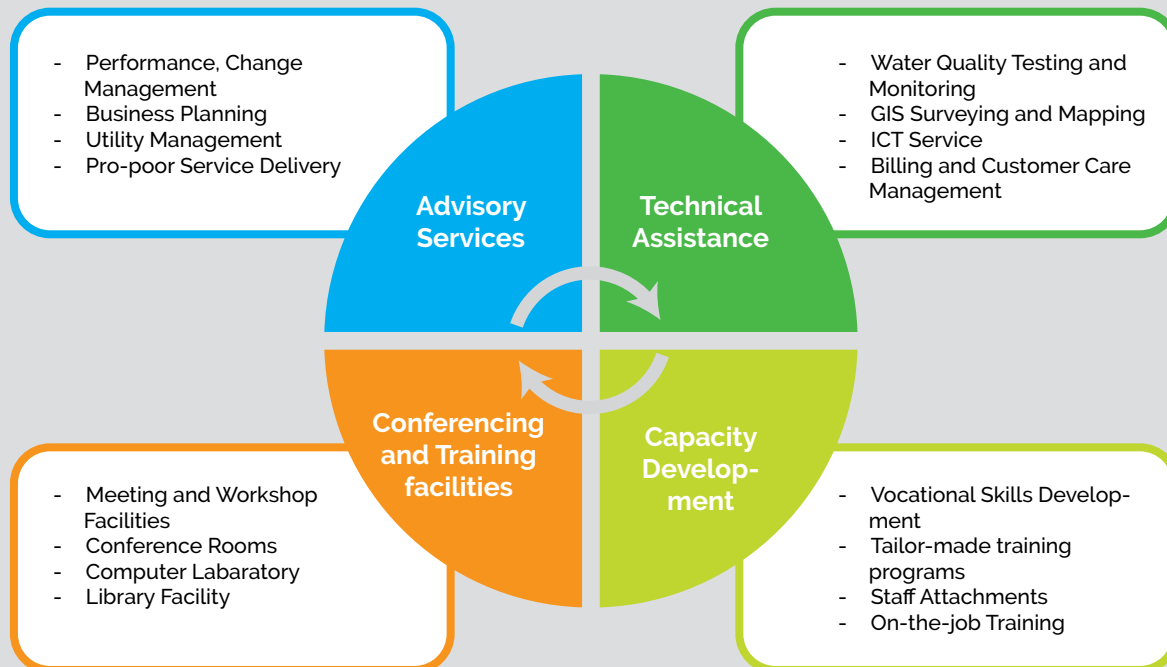 - Performance, Change
Management
- Business Planning
- Utility Management
- Pro-poor Service Delivery
- Water Quality Testing and
Monitoring
- GIS Surveying and Mapping
- ICT Service
- Billing and Customer Care
Management
Advisory
Services
Technical
Assistance
Conferencing
and Training
facilities
Capacity
Develop-
ment
- Meeting and Workshop
Facilities
- Conference Rooms
- Computer Labaratory
- Library Facility
- Vocational Skills Develop-
ment
- Tailor-made training
programs
- Staff Attachments
- On-the-job Training